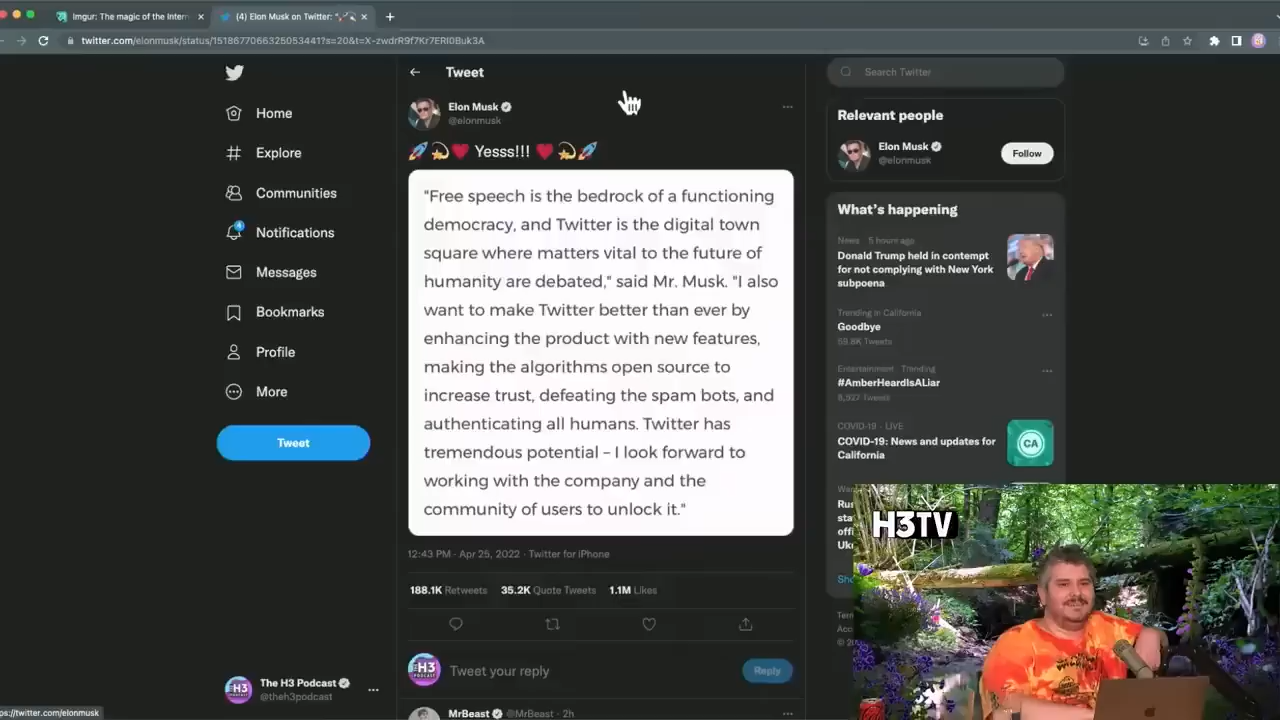 Imgur: The magic of the Intern
(4) Elon Musk on Twitter: "
twitter.com/elonmusk/status/1518677066325053441?s=20&t=X-zwdrR9f7Kr7ERI0Buk3A
Home
Explore
Communities
4
Notifications
Messages
Bookmarks
Profile
More
Tweet
The H3 Podcast
@theh3podcast
ps://twitter.com/elonmusk
Tweet
Elon Musk
@elonmusk
🚀💫♥️ Yesss!!! ♥️💫🚀
"Free speech is the bedrock of a functioning
democracy, and Twitter is the digital town
square where matters vital to the future of
humanity are debated," said Mr. Musk. "I also
want to make Twitter better than ever by
enhancing the product with new features,
making the algorithms open source to
increase trust, defeating the spam bots, and
authenticating all humans. Twitter has
tremendous potential – I look forward to
working with the company and the
community of users to unlock it."
12:43 PM · Apr 25, 2022 · Twitter for iPhone
188.1K Retweets 35.2K Quote Tweets 1.1M Likes
H3
Tweet your reply
Reply
MrBeast @MrBeast · 2h
Search Twitter
Relevant people
Elon Musk
@elonmusk
Follow
What's happening
News · 5 hours ago
Donald Trump held in contempt
for not complying with New York
subpoena
Trending in California
Goodbye
59.8K Tweets
Entertainment · Trending
#AmberHeardIsALiar
8,927 Tweets
COVID-19 · LIVE
COVID-19: News and updates for
California
CA
H3TV